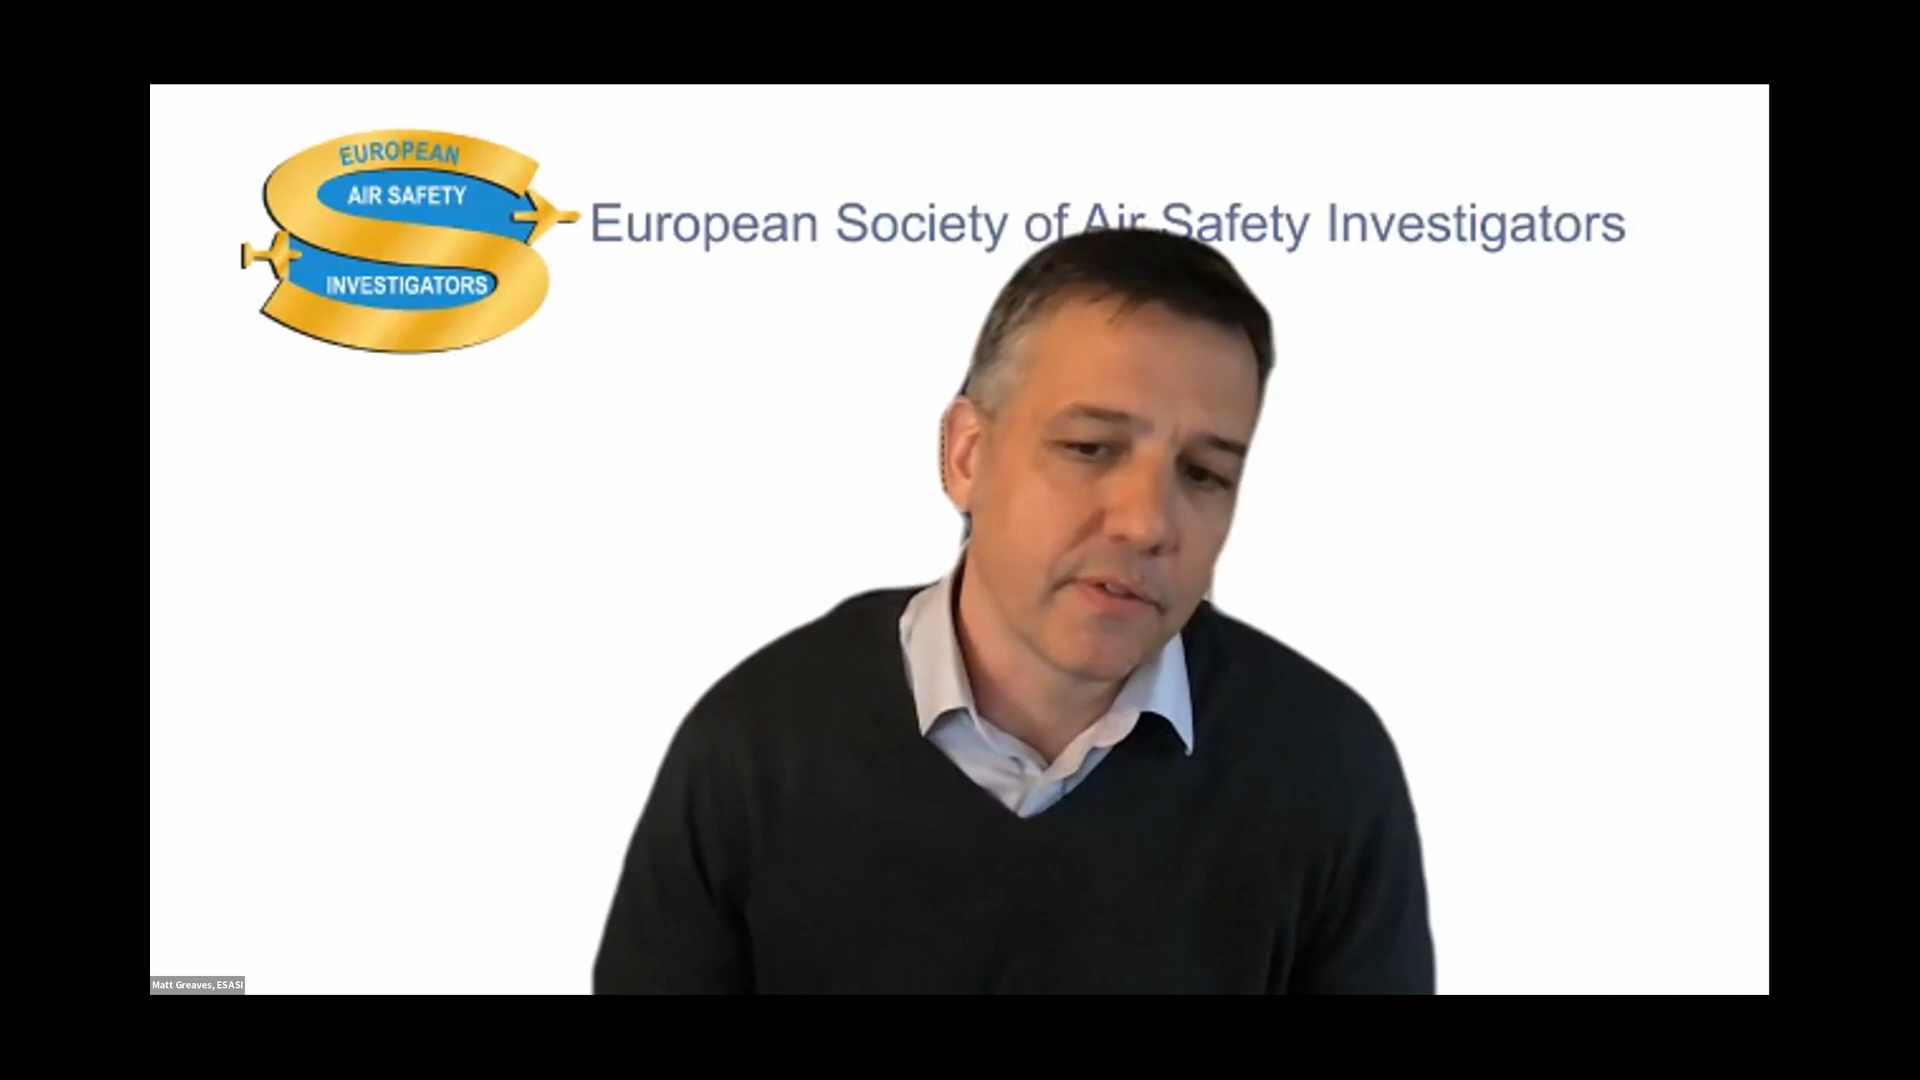 EUROPEAN
AIR SAFETY
INVESTIGATORS
European Society of Air Safety Investigators
Matt Greaves, ESASI